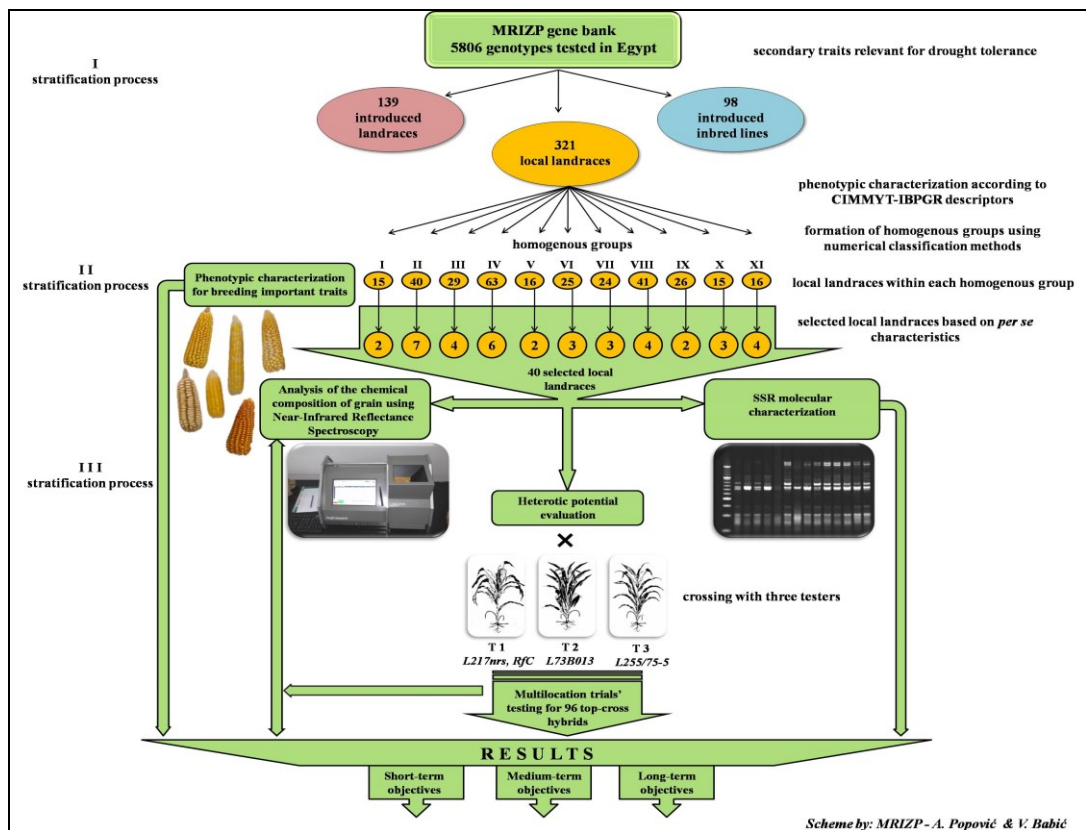 MRIZP gene bank
5806 genotypes tested in Egypt
secondary traits relevant for drought tolerance
I
stratification process
139
introduced
landraces
98
introduced
inbred lines
321
local landraces
phenotypic characterization according to
CIMMYT-IBPGR descriptors
formation of homogenous groups using
numerical classification methods
homogenous groups
I II III IV V VI VII VIII IX X XI
II
stratification process
Phenotypic characterization
for breeding important traits
15 40 29 63 16 25 24 41 26 15 16
local landraces within each homogenous group
selected local landraces based on per se
characteristics
2 7 4 6 2 3 3 4 2 3 4
40 selected local
landraces
Analysis of the chemical
composition of grain using
Near-Infrared Reflectance
Spectroscopy
SSR molecular
characterization
III
stratification process
Heterotic potential
evaluation
×
crossing with three testers
T 1
L217nrs, RfC
T 2
L73B013
T 3
L255/75-5
Multilocation trials'
testing for 96 top-cross
hybrids
RESULTS
Short-term
objectives
Medium-term
objectives
Long-term
objectives
Scheme by: MRIZP - A. Popović & V. Babić